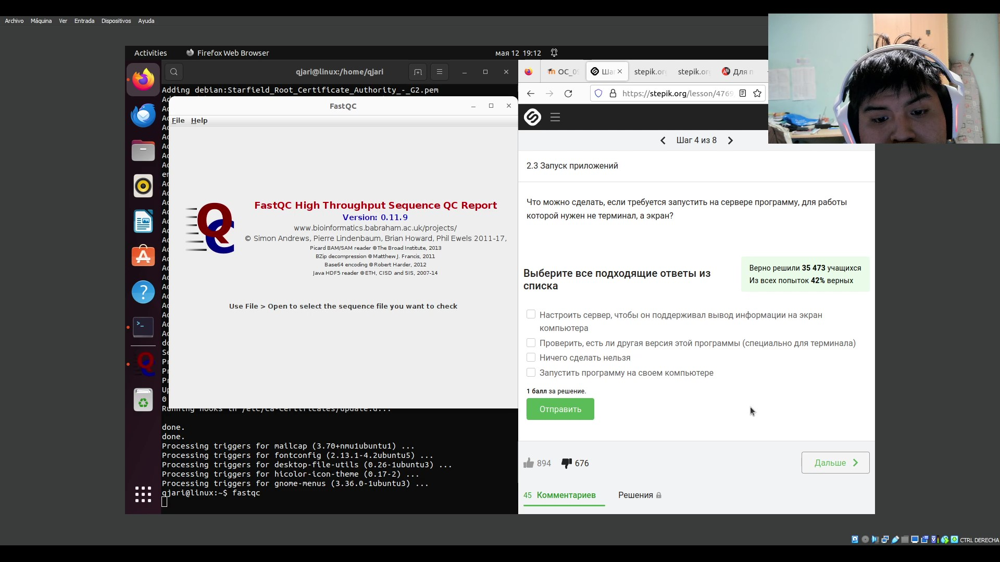 Archivo Máquina Ver Entrada Dispositivos Ayuda
Activities Firefox Web Browser мая 12 19:12
qjari@linux:/home/qjari
Adding debian:Starfield_Root_Certificate_Authority_-_G2.pem
FastQC
File Help
FastQC High Throughput Sequence QC Report
Version: 0.11.9
www.bioinformatics.babraham.ac.uk/projects/
© Simon Andrews, Pierre Lindenbaum, Brian Howard, Phil Ewels 2011-17,
Picard BAM/SAM reader ©The Broad Institute, 2013
BZip decompression ©Matthew J. Francis, 2011
Base64 encoding ©Robert Harder, 2012
Java HDF5 reader ©ETH, CISD and SIS, 2007-14
Use File > Open to select the sequence file you want to check
Running hooks in /etc/ca-certificates/update.d...
done.
done.
Processing triggers for mailcap (3.70+nmu1ubuntu1) ...
Processing triggers for fontconfig (2.13.1-4.2ubuntu5) ...
Processing triggers for desktop-file-utils (0.26-1ubuntu3) ...
Processing triggers for hicolor-icon-theme (0.17-2) ...
Processing triggers for gnome-menus (3.36.0-1ubuntu3) ...
qjari@linux:~$ fastqc
ОС_0 Ша stepik.or stepik.or Для п
https://stepik.org/lesson/4769
Шаг 4 из 8
2.3 Запуск приложений
Что можно сделать, если требуется запустить на сервере программу, для работы
которой нужен не терминал, а экран?
Выберите все подходящие ответы из
списка
Верно решили 35 473 учащихся
Из всех попыток 42% верных
Настроить сервер, чтобы он поддерживал вывод информации на экран
компьютера
Проверить, есть ли другая версия этой программы (специально для терминала)
Ничего сделать нельзя
Запустить программу на своем компьютере
1 балл за решение.
Отправить
894 676
Дальше
45 Комментариев Решения
CTRL DERECHA